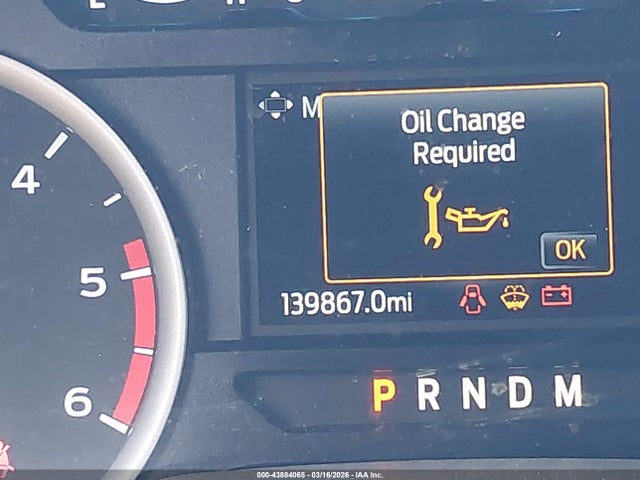 M
Oil Change
Required
OK
139867.0mi
4
5
6
P R N D M
000-43884065 - 03/16/2026 - IAA Inc.